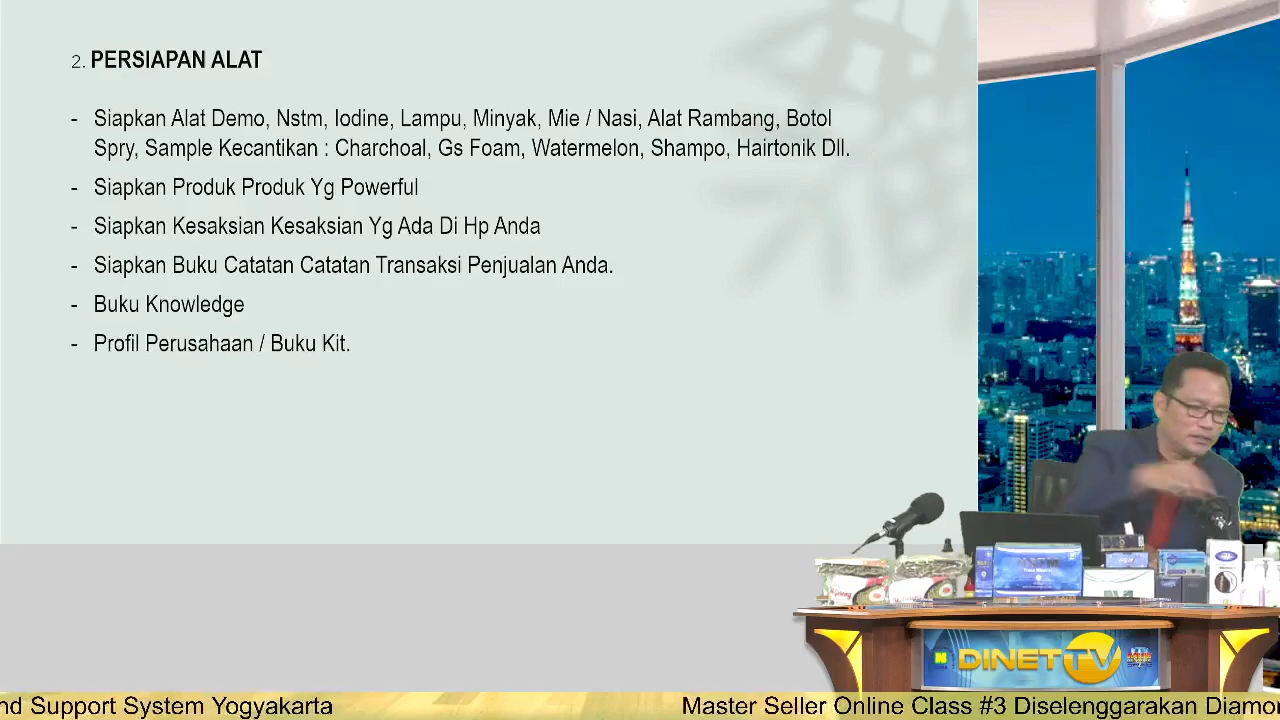 2. PERSIAPAN ALAT
- Siapkan Alat Demo, Nstm, Iodine, Lampu, Minyak, Mie / Nasi, Alat Rambang, Botol
Spry, Sample Kecantikan : Charchoal, Gs Foam, Watermelon, Shampo, Hairtonik Dll.
- Siapkan Produk Produk Yg Powerful
- Siapkan Kesaksian Kesaksian Yg Ada Di Hp Anda
- Siapkan Buku Catatan Catatan Transaksi Penjualan Anda.
- Buku Knowledge
- Profil Perusahaan / Buku Kit.
DINET TV
nd Support System Yogyakarta
Master Seller Online Class #3 Diselenggarakan Diamo